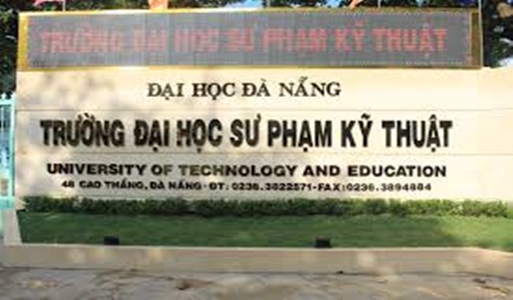 TRƯỜNG ĐẠI HỌC SƯ PHẠM KỸ THUẬT
ĐẠI HỌC ĐÀ NẴNG
TRƯỜNG ĐẠI HỌC SƯ PHẠM KỸ THUẬT
UNIVERSITY OF TECHNOLOGY AND EDUCATION
48 CAO THẮNG, ĐÀ NẴNG - ĐT: 0236.3822571-FAX:0236.3894884